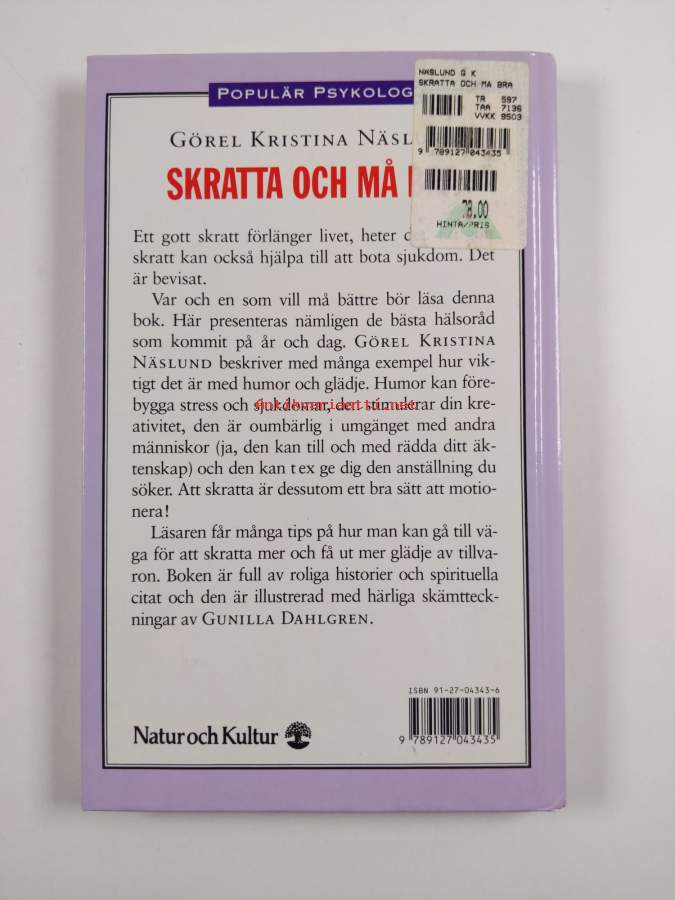 POPULÄR PSYKOLOG
GÖREL KRISTINA NÄSL
SKRATTA OCH MÅ
NÄSLUND G K
SKRATTA OCH MA BRA
TR 587
TAA 7136
VVKK 9503
9 789127 043435
78.00
HINTA/PRIS
Ett gott skratt förlänger livet, heter d
skratt kan också hjälpa till att bota sjukdom. Det
är bevisat.
Var och en som vill må bättre bör läsa denna
bok. Här presenteras nämligen de bästa hälsoråd
som kommit på år och dag. GÖREL KRISTINA
NÄSLUND beskriver med många exempel hur vik-
tigt det är med humor och glädje. Humor kan före-
bygga stress och sjukdomar, den stimulerar din kre-
Antikvariaatti.net
ativitet, den är oumbärlig i umgänget med andra
människor (ja, den kan till och med rädda ditt äk-
tenskap) och den kan t ex ge dig den anställning du
söker. Att skratta är dessutom ett bra sätt att motio-
nera!
Läsaren får många tips på hur man kan gå till vä-
ga för att skratta mer och få ut mer glädje av tillva-
ron. Boken är full av roliga historier och spirituella
citat och den är illustrerad med härliga skämtteck-
ningar av GUNILLA DAHLGREN.
ISBN 91-27-04343-6
9 789127 043435
Natur och Kultur